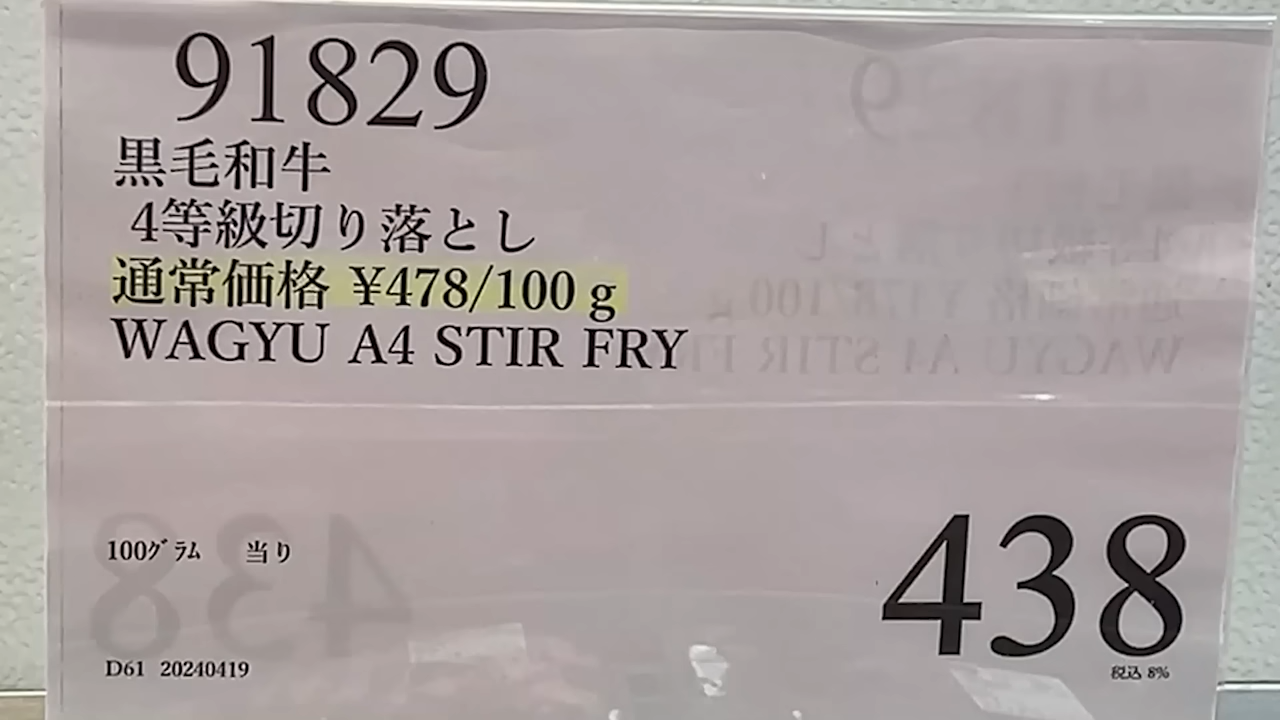 91829
黒毛和牛
4等級切り落とし
通常価格 ¥478/100g
WAGYU A4 STIR FRY
100グラム 当り
438
税込 8%
D61 20240419